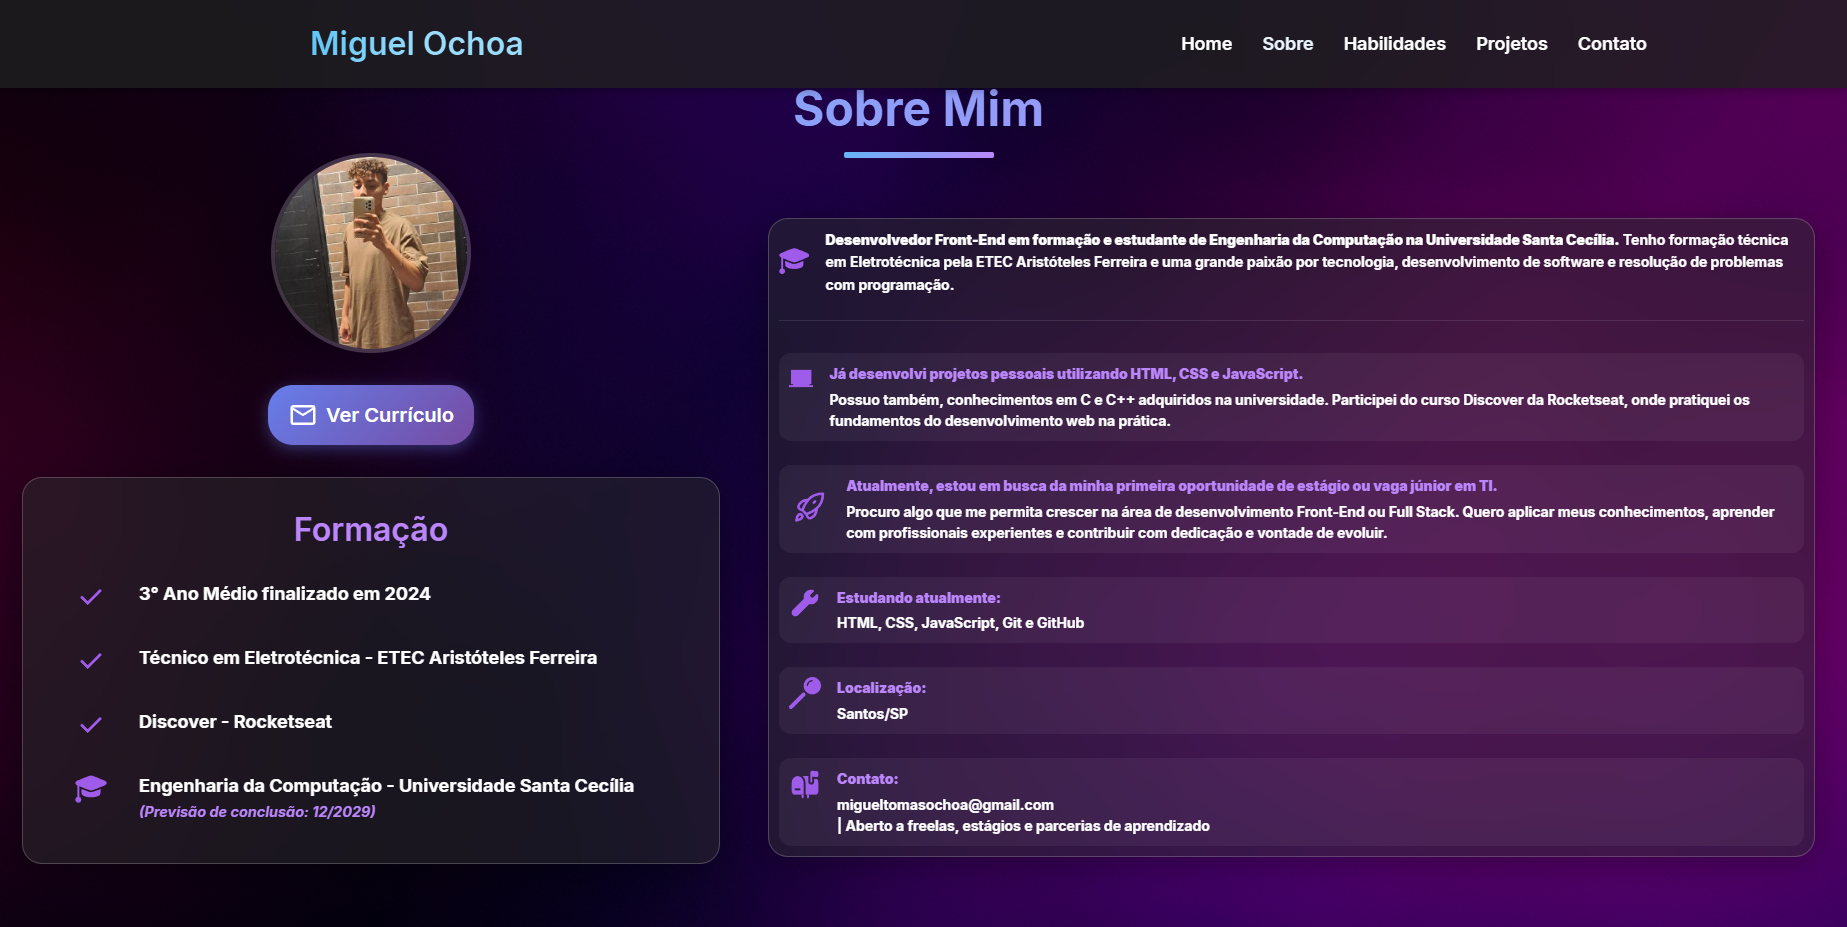 Miguel Ochoa
Home
Sobre
Habilidades
Projetos
Contato
Sobre Mim
Ver Currículo
Formação
3º Ano Médio finalizado em 2024
Técnico em Eletrotécnica - ETEC Aristóteles Ferreira
Discover - Rocketseat
Engenharia da Computação - Universidade Santa Cecília
(Previsão de conclusão: 12/2029)
Desenvolvedor Front-End em formação e estudante de Engenharia da Computação na Universidade Santa Cecília. Tenho formação técnica
em Eletrotécnica pela ETEC Aristóteles Ferreira e uma grande paixão por tecnologia, desenvolvimento de software e resolução de problemas
com programação.
Já desenvolvi projetos pessoais utilizando HTML, CSS e JavaScript.
Possuo também, conhecimentos em C e C++ adquiridos na universidade. Participei do curso Discover da Rocketseat, onde pratiquei os
fundamentos do desenvolvimento web na prática.
Atualmente, estou em busca da minha primeira oportunidade de estágio ou vaga júnior em TI.
Procuro algo que me permita crescer na área de desenvolvimento Front-End ou Full Stack. Quero aplicar meus conhecimentos, aprender
com profissionais experientes e contribuir com dedicação e vontade de evoluir.
Estudando atualmente:
HTML, CSS, JavaScript, Git e GitHub
Localização:
Santos/SP
Contato:
migueltomasochoa@gmail.com
| Aberto a freelas, estágios e parcerias de aprendizado